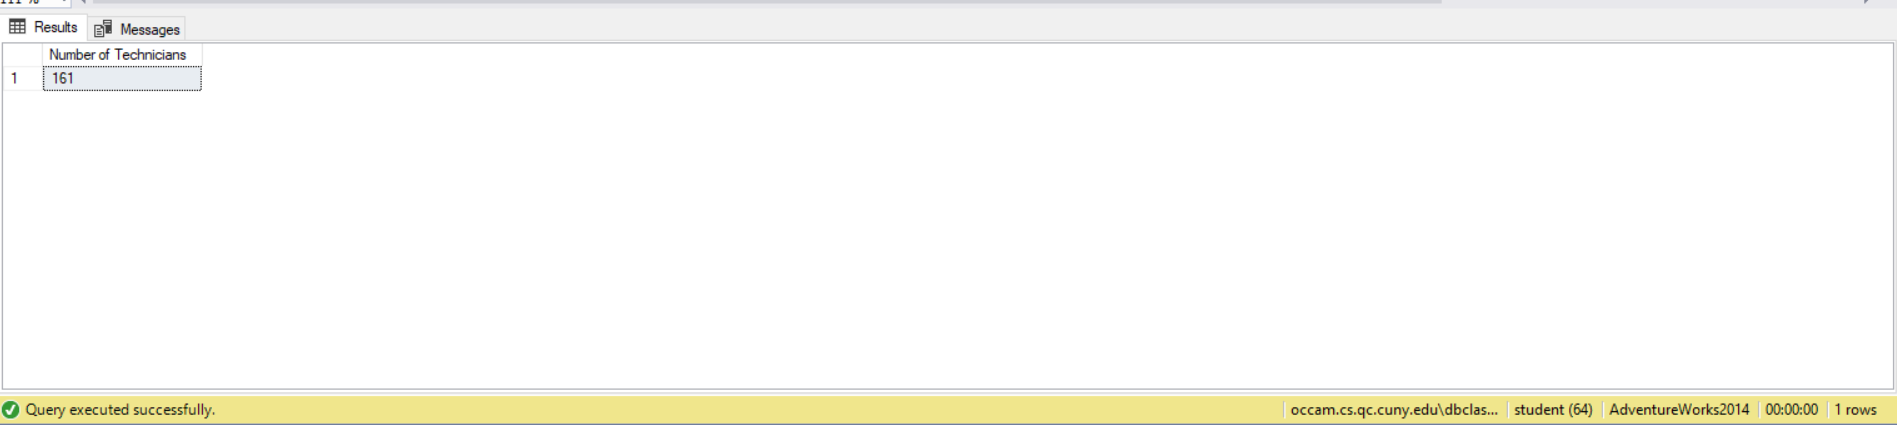 Results Messages
Number of Technicians
1 161
Query executed successfully. occam.cs.qc.cuny.edu\dbclas... student (64) AdventureWorks2014 00:00:00 1 rows